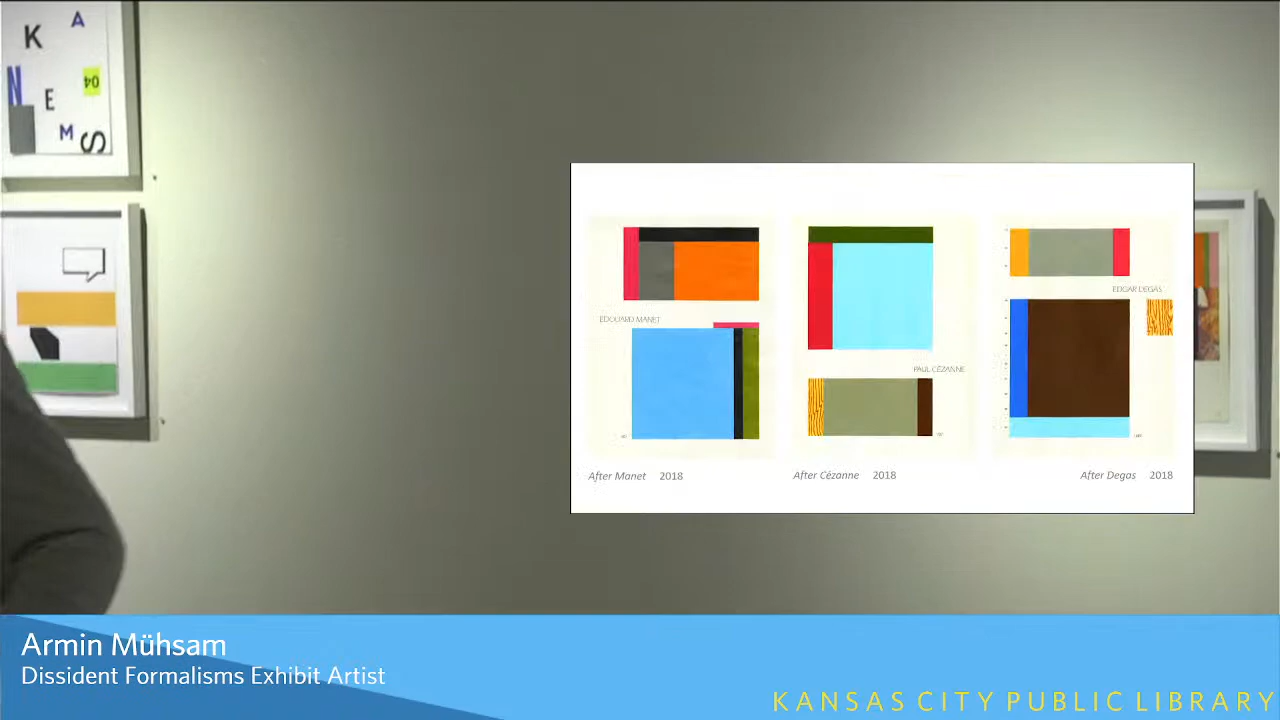 K A
N
04
E
M S
EDOUARD MANET
PAUL CÉZANNE
EDGAR DEGAS
After Manet 2018
After Cézanne 2018
After Degas 2018
Armin Mühsam
Dissident Formalisms Exhibit Artist
KANSAS CITY PUBLIC LIBRARY